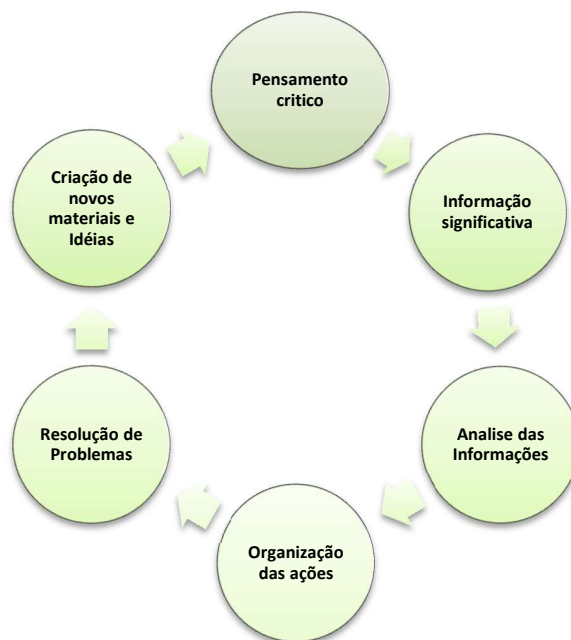 Pensamento
critico
Informação
significativa
Analise das
Informações
Organização
das ações
Resolução de
Problemas
Criação de
novos
materiais e
Idéias